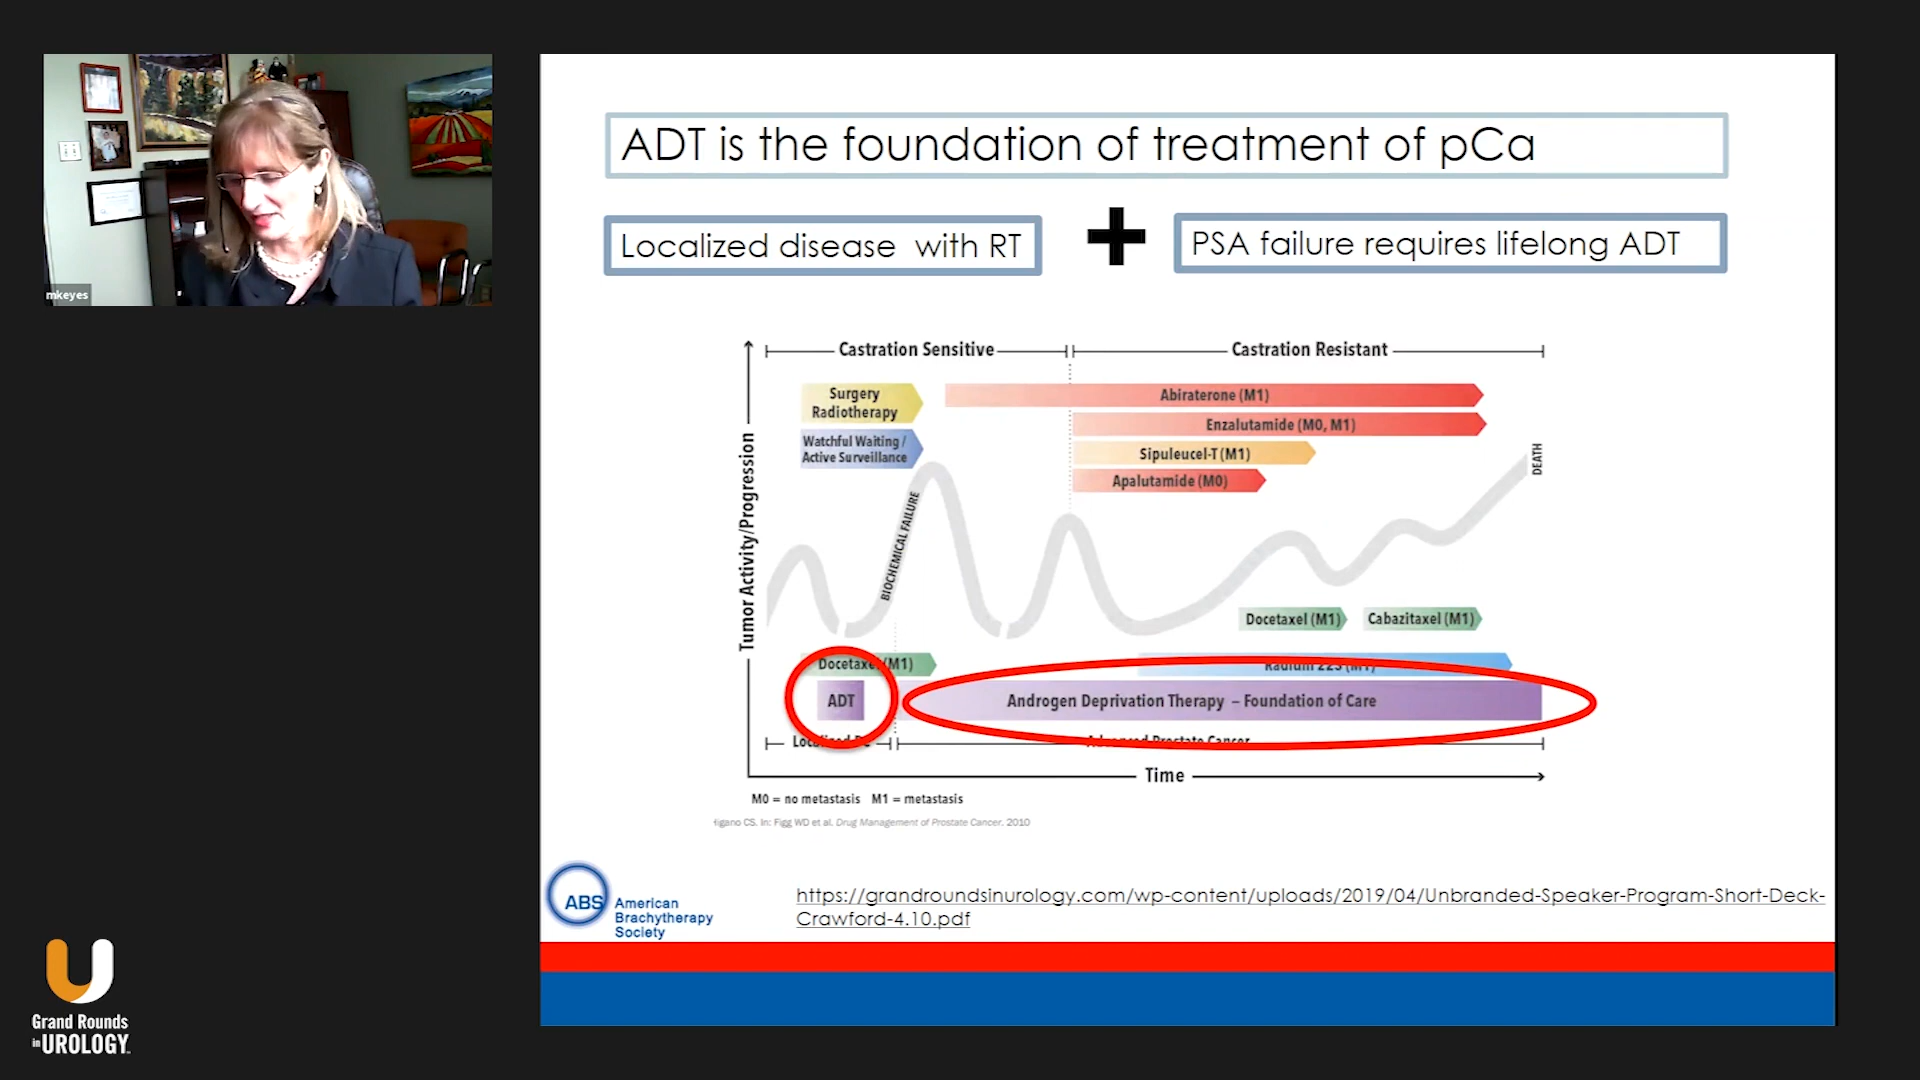 ADT is the foundation of treatment of pCa
Localized disease with RT
+
PSA failure requires lifelong ADT
mkeyes
Castration Sensitive
Castration Resistant
Surgery
Radiotherapy
Abiraterone (M1)
Enzalutamide (M0, M1)
Watchful Waiting /
Active Surveillance
Sipuleucel-T (M1)
Apalutamide (M0)
DEATH
Tumor Activity/Progression
BIOCHEMICAL FAILURE
Docetaxel (M1)
Cabazitaxel (M1)
Docetaxel (M1)
Radium 223 (M1)
ADT
Androgen Deprivation Therapy – Foundation of Care
Advanced Prostate Cancer
Time
M0 = no metastasis M1 = metastasis
igano CS. In: Figg WD et al. Drug Management of Prostate Cancer. 2010
ABS
American
Brachytherapy
Society
https://grandroundsinurology.com/wp-content/uploads/2019/04/Unbranded-Speaker-Program-Short-Deck-
Crawford-4.10.pdf
Grand Rounds
in UROLOGY